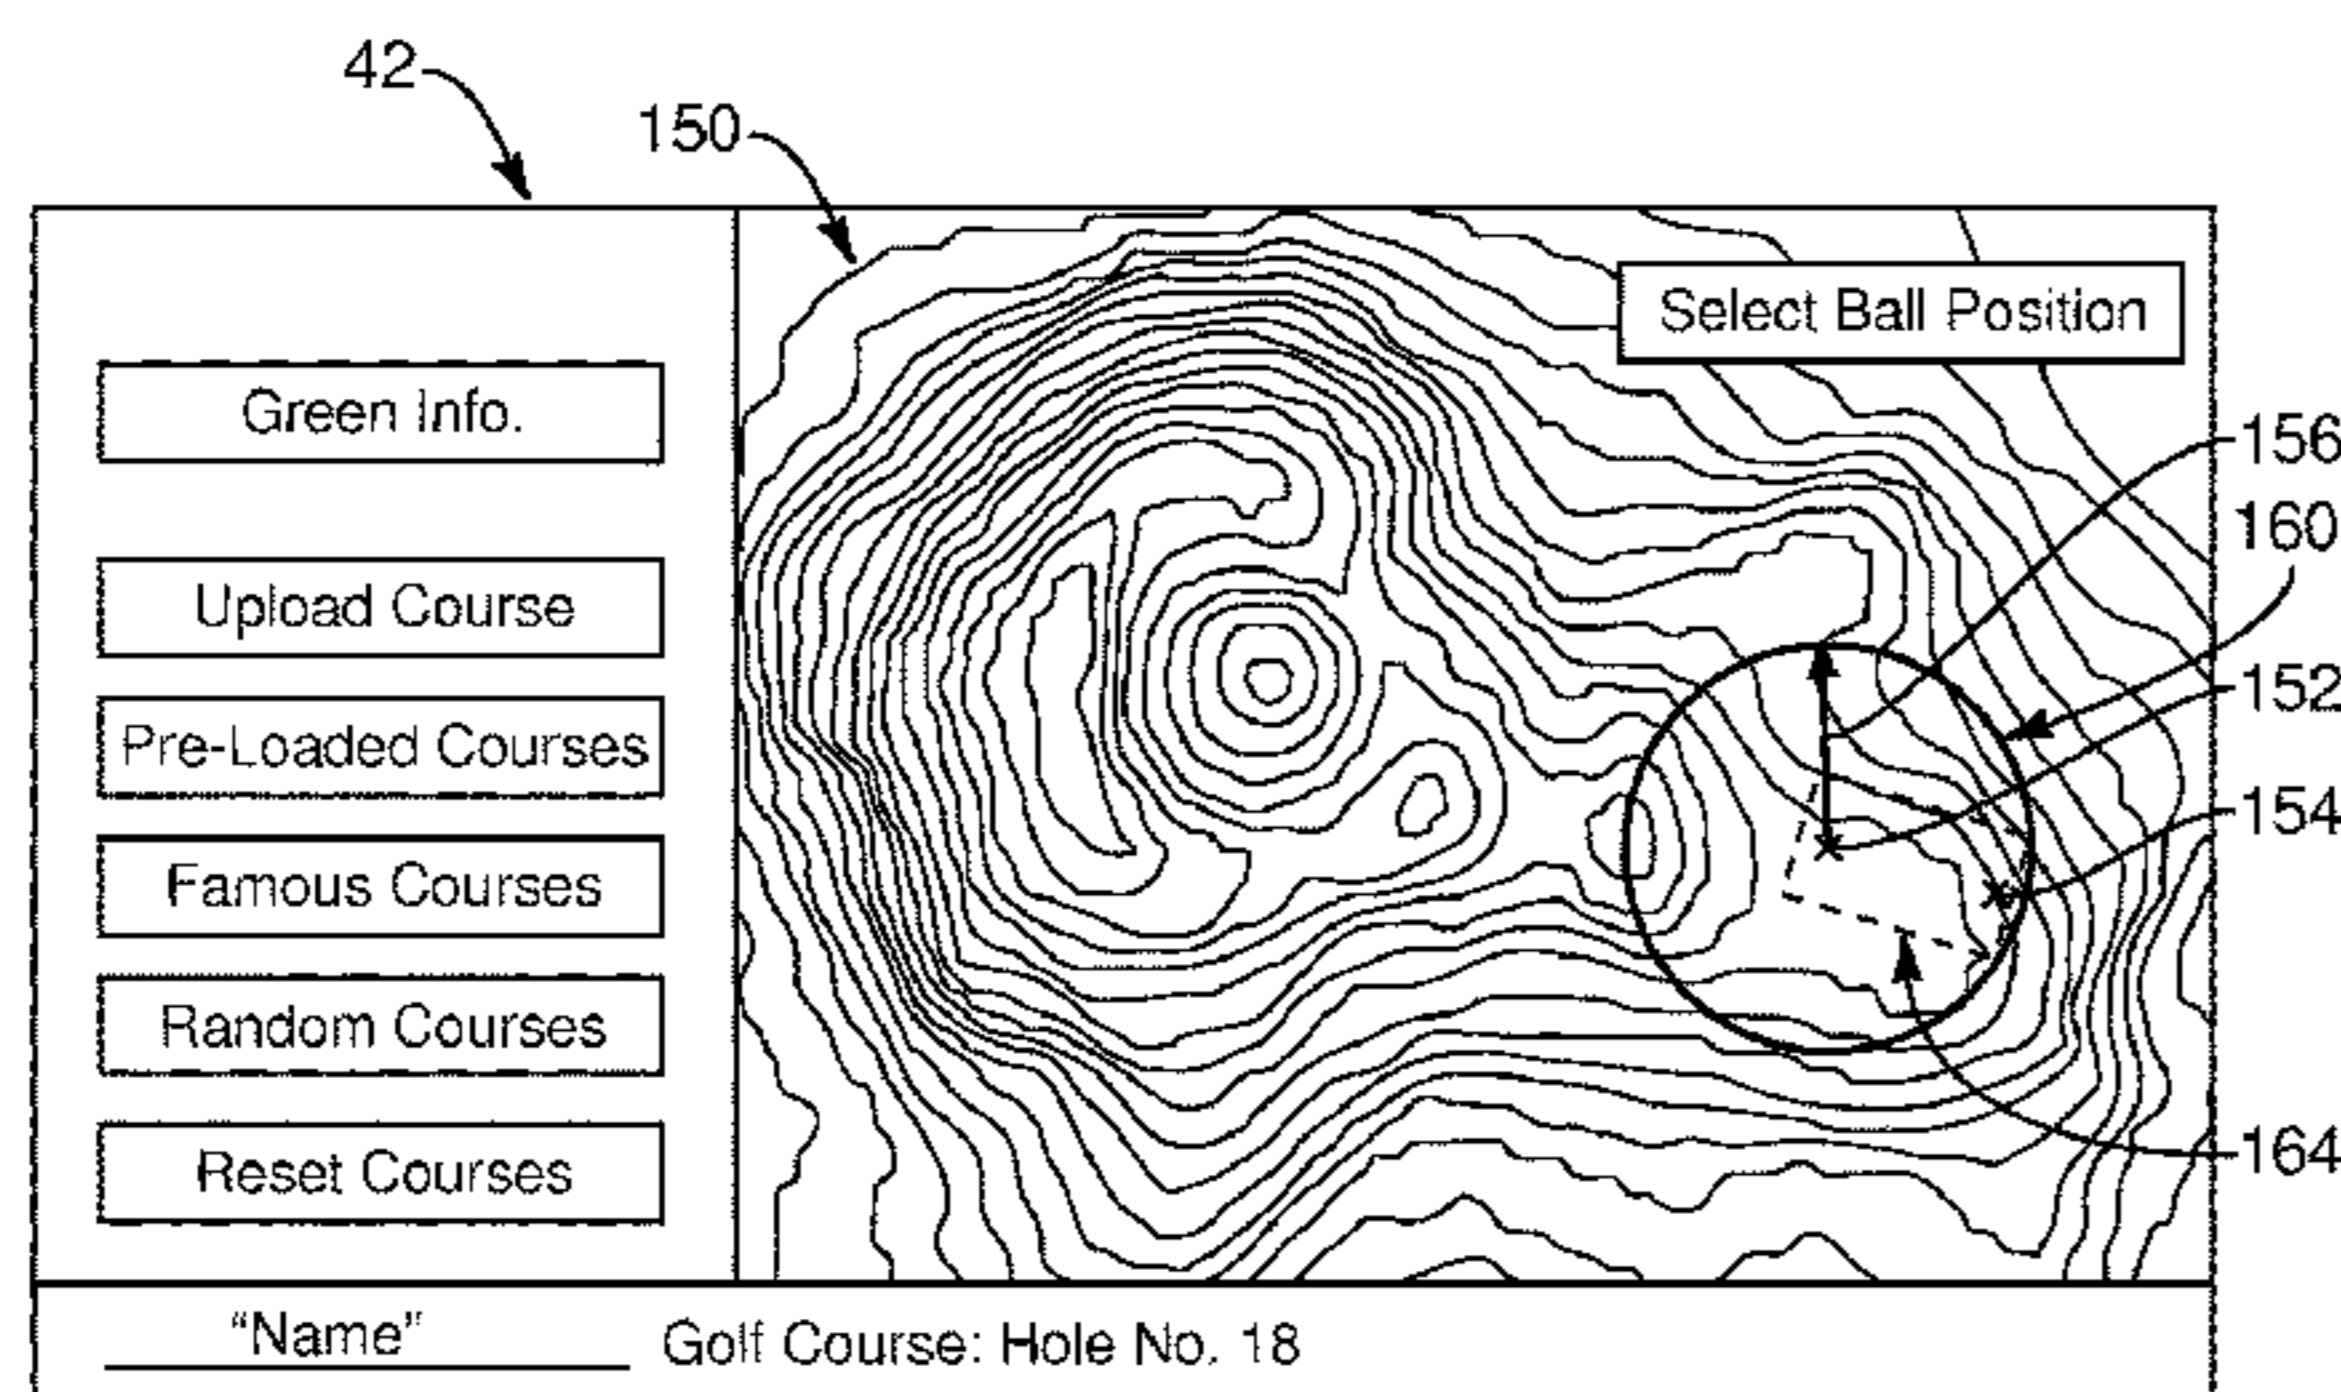 42
150
Select Ball Position
Green Info.
156
160
Upload Course
152
Pre-Loaded Courses
154
Famous Courses
Random Courses
164
Reset Courses
“Name” Golf Course: Hole No. 18